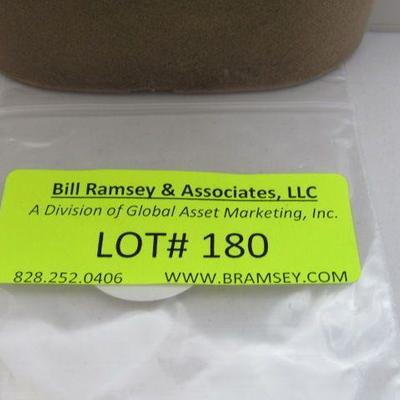 Bill Ramsey & Associates, LLC
A Division of Global Asset Marketing, Inc.
LOT# 180
828.252.0406 WWW.BRAMSEY.COM